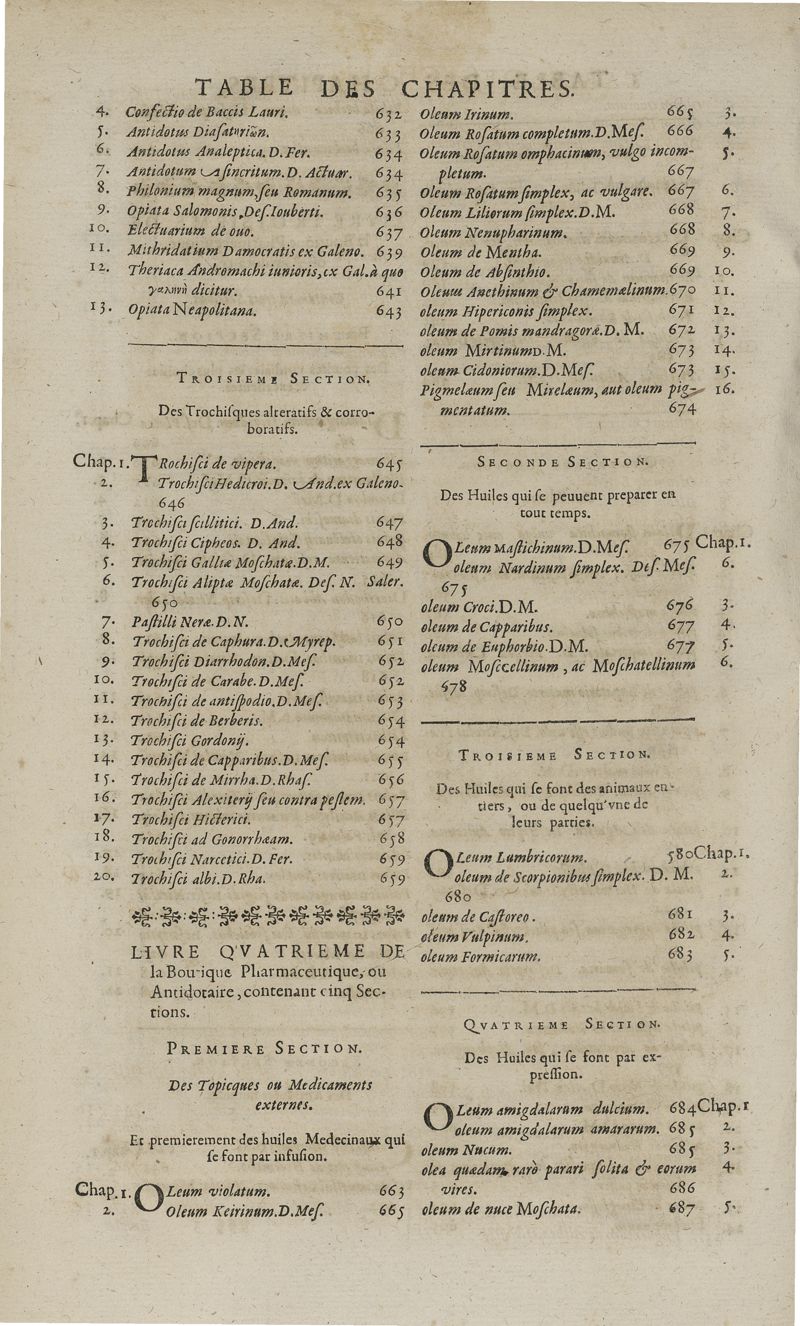 TABLE DES CHAPITRES.
4. Confectio de Baccis Lauri. 632
5. Antidotus Diaſaturiῶn. 633
6. Antidotus Analeptica. D. Fer. 634
7. Antidotum Aſincritum. D. Actuar. 634
8. Philonium magnum, ſeu Romanum. 635
9. Opiata Salomonis, Deſ. Iouberti. 636
10. Electuarium de ouo. 637
11. Mithridatium Damocratis ex Galeno. 639
12. Theriaca Andromachi iunioris, ex Gal. à quo
γαληνὴ dicitur. 641
13. Opiata Neapolitana. 643
TROISIEME SECTION.
Des Trochiſques alteratifs & corro-
boratifs.
Chap. 1. TRochiſci de vipera. 645
2. Trochiſci Hedicroi. D. And. ex Galeno.
646
3. Trochiſci ſcillitici. D. And. 647
4. Trochiſci Cipheos. D. And. 648
5. Trochiſci Galliæ Moſchatæ. D. M. 649
6. Trochiſci Aliptæ Moſchatæ. Deſ. N. Saler.
650
7. Paſtilli Neræ. D. N. 650
8. Trochiſci de Caphura. D. Myrep. 651
9. Trochiſci Diarrhodon. D. Meſ. 652
10. Trochiſci de Carabe. D. Meſ. 652
11. Trochiſci de antiſpodio. D. Meſ. 653
12. Trochiſci de Berberis. 654
13. Trochiſci Gordonij. 654
14. Trochiſci de Capparibus. D. Meſ. 655
15. Trochiſci de Mirrha. D. Rhaſ. 656
16. Trochiſci Alexiterij ſeu contra peſtem. 657
17. Trochiſci Hicterici. 657
18. Trochiſci ad Gonorrhæam. 658
19. Trochiſci Narcetici. D. Fer. 659
20. Trochiſci albi. D. Rha. 659
LIVRE QVATRIEME DE
la Boutique Pharmaceutique, ou
Antidotaire, contenant cinq Sec-
tions.
PREMIERE SECTION.
Des Topicques ou Medicaments
externes.
Et premierement des huiles Medecinaux qui
ſe font par infuſion.
Chap. 1. OLeum violatum. 663
2. Oleum Keirinum. D. Meſ. 665
Oleum Irinum. 665 3.
Oleum Roſatum completum. D. Meſ. 666 4.
Oleum Roſatum omphacinum, vulgo incom- 5.
pletum. 667
Oleum Roſatum ſimplex, ac vulgare. 667 6.
Oleum Liliorum ſimplex. D. M. 668 7.
Oleum Nenupharinum. 668 8.
Oleum de Mentha. 669 9.
Oleum de Abſinthio. 669 10.
Oleum Anethinum & Chamemælinum. 670 11.
oleum Hipericonis ſimplex. 671 12.
oleum de Pomis mandragoræ. D. M. 672 13.
oleum Mirtinum D. M. 673 14.
oleum Cidoniorum. D. Meſ. 673 15.
Pigmelæum ſeu Mirelæum, aut oleum pig- 16.
mentatum. 674
SECONDE SECTION.
Des Huiles qui ſe peuuent preparer en
tout temps.
OLeum Maſtichinum. D. Meſ. 675 Chap. 1.
oleum Nardinum ſimplex. Deſ. Meſ. 6.
675
oleum Croci. D. M. 676 3.
oleum de Capparibus. 677 4.
oleum de Euphorbio. D. M. 677 5.
oleum Moſccellinum, ac Moſchatellinum 6.
678
TROISIEME SECTION.
Des Huiles qui ſe font des animaux en-
tiers, ou de quelqu'vne de
leurs parties.
OLeum Lumbricorum. 580 Chap. 1.
oleum de Scorpionibus ſimplex. D. M. 2.
680
oleum de Caſtoreo. 681 3.
oleum Vulpinum. 682 4.
oleum Formicarum. 683 5.
QVATRIEME SECTION.
Des Huiles qui ſe font par ex-
preſſion.
OLeum amigdalarum dulcium. 684 Chap. 1
oleum amigdalarum amararum. 685 2.
oleum Nucum. 685 3.
olea quædam raro parari ſolita & eorum 4.
vires. 686
oleum de nuce Moſchata. 687 5.